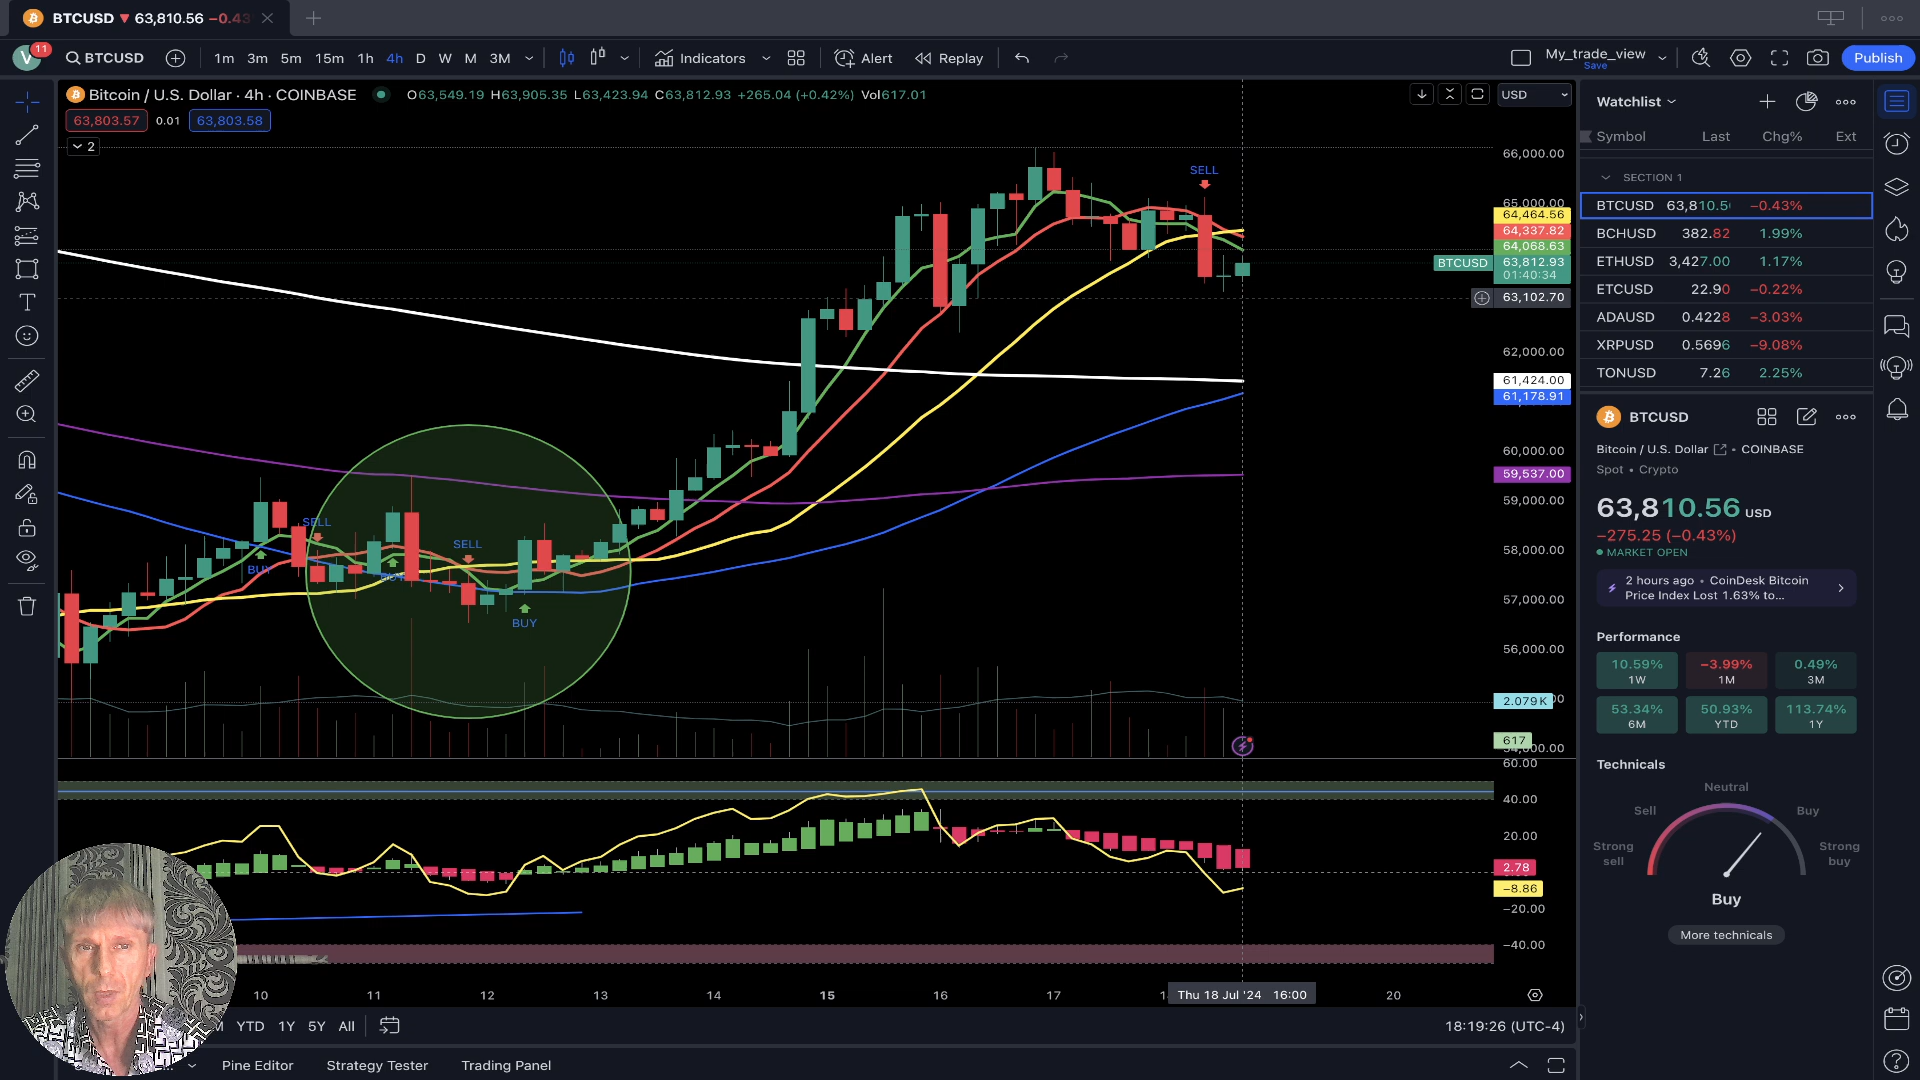 BTCUSD ▼ 63,810.56 −0.43
V 11 BTCUSD 1m 3m 5m 15m 1h 4h D W M 3M Indicators Alert Replay My_trade_view Save Publish
Bitcoin / U.S. Dollar · 4h · COINBASE O63,549.19 H63,905.35 L63,423.94 C63,812.93 +265.04 (+0.42%) Vol617.01 USD
63,803.57 0.01 63,803.58
2
66,000.00
65,000.00
64,464.56
64,337.82
64,068.63
BTCUSD 63,812.93
01:40:34
63,102.70
62,000.00
61,424.00
61,178.91
60,000.00
59,537.00
59,000.00
58,000.00
57,000.00
56,000.00
2.079K
617
SELL
SELL
SELL
BUY
BUY
60.00
40.00
20.00
2.78
−8.86
−20.00
−40.00
10 11 12 13 14 15 16 17 Thu 18 Jul '24 16:00 20
YTD 1Y 5Y All 18:19:26 (UTC-4)
Pine Editor Strategy Tester Trading Panel
Watchlist
Symbol Last Chg% Ext
SECTION 1
BTCUSD 63,810.5 −0.43%
BCHUSD 382.82 1.99%
ETHUSD 3,427.00 1.17%
ETCUSD 22.90 −0.22%
ADAUSD 0.4228 −3.03%
XRPUSD 0.5696 −9.08%
TONUSD 7.26 2.25%
BTCUSD
Bitcoin / U.S. Dollar • COINBASE
Spot • Crypto
63,810.56 USD
−275.25 (−0.43%)
MARKET OPEN
2 hours ago • CoinDesk Bitcoin
Price Index Lost 1.63% to...
Performance
10.59% −3.99% 0.49%
1W 1M 3M
53.34% 50.93% 113.74%
6M YTD 1Y
Technicals
Neutral
Sell Buy
Strong sell Strong buy
Buy
More technicals